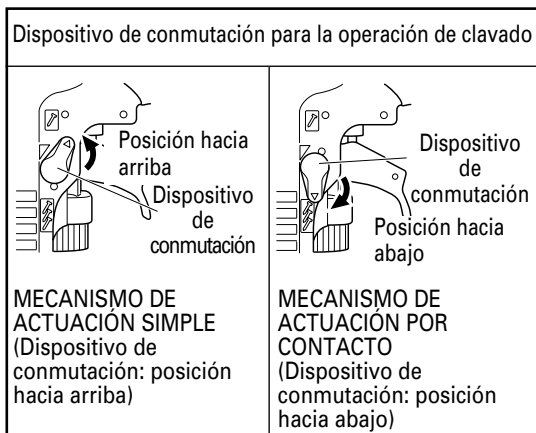 Dispositivo de conmutación para la operación de clavado
Posición hacia
arriba
Dispositivo
de
conmutación
MECANISMO DE
ACTUACIÓN SIMPLE
(Dispositivo de
conmutación: posición
hacia arriba)
Dispositivo
de
conmutación
Posición hacia
abajo
MECANISMO DE
ACTUACIÓN POR
CONTACTO
(Dispositivo de
conmutación: posición
hacia abajo)